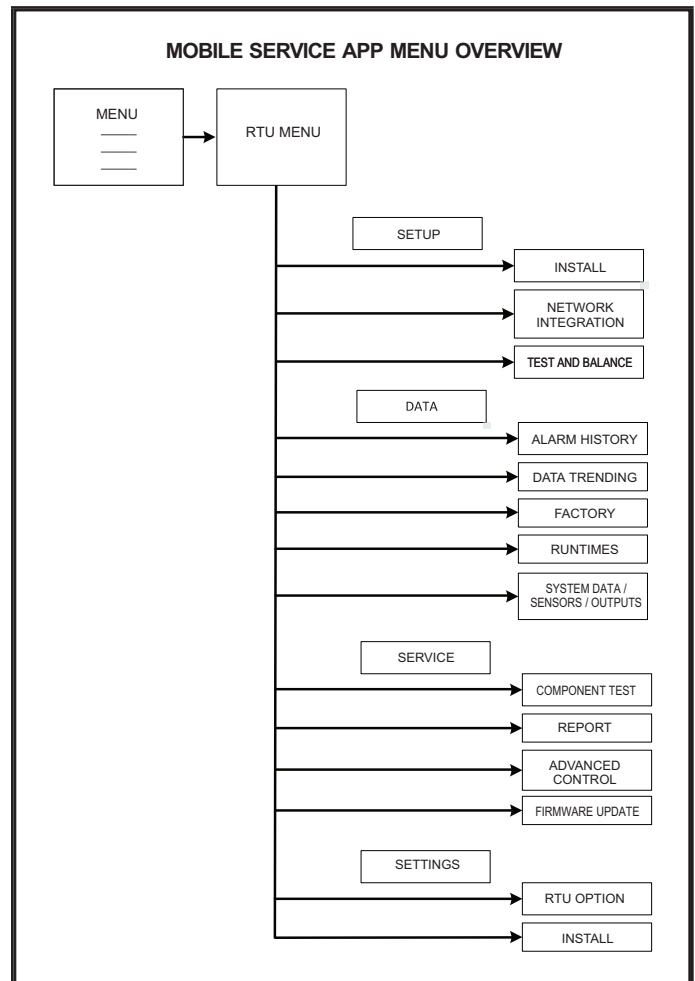 MOBILE SERVICE APP MENU OVERVIEW
MENU
RTU MENU
SETUP
INSTALL
NETWORK
INTEGRATION
TEST AND BALANCE
DATA
ALARM HISTORY
DATA TRENDING
FACTORY
RUNTIMES
SYSTEM DATA /
SENSORS / OUTPUTS
SERVICE
COMPONENT TEST
REPORT
ADVANCED
CONTROL
FIRMWARE UPDATE
SETTINGS
RTU OPTION
INSTALL